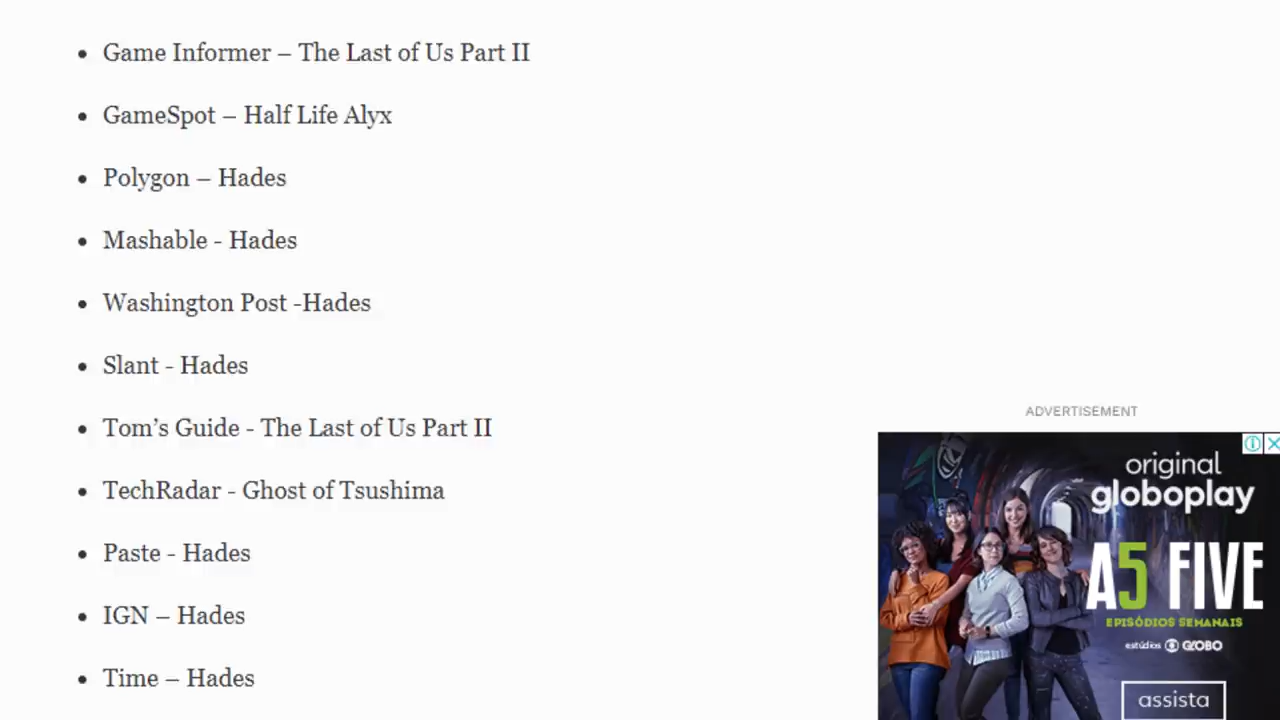 Game Informer – The Last of Us Part II
GameSpot – Half Life Alyx
Polygon – Hades
Mashable - Hades
Washington Post -Hades
Slant - Hades
Tom’s Guide - The Last of Us Part II
TechRadar - Ghost of Tsushima
Paste - Hades
IGN – Hades
Time – Hades
ADVERTISEMENT
original
globoplay
A5 FIVE
EPISÓDIOS SEMANAIS
estúdios GLOBO
assista